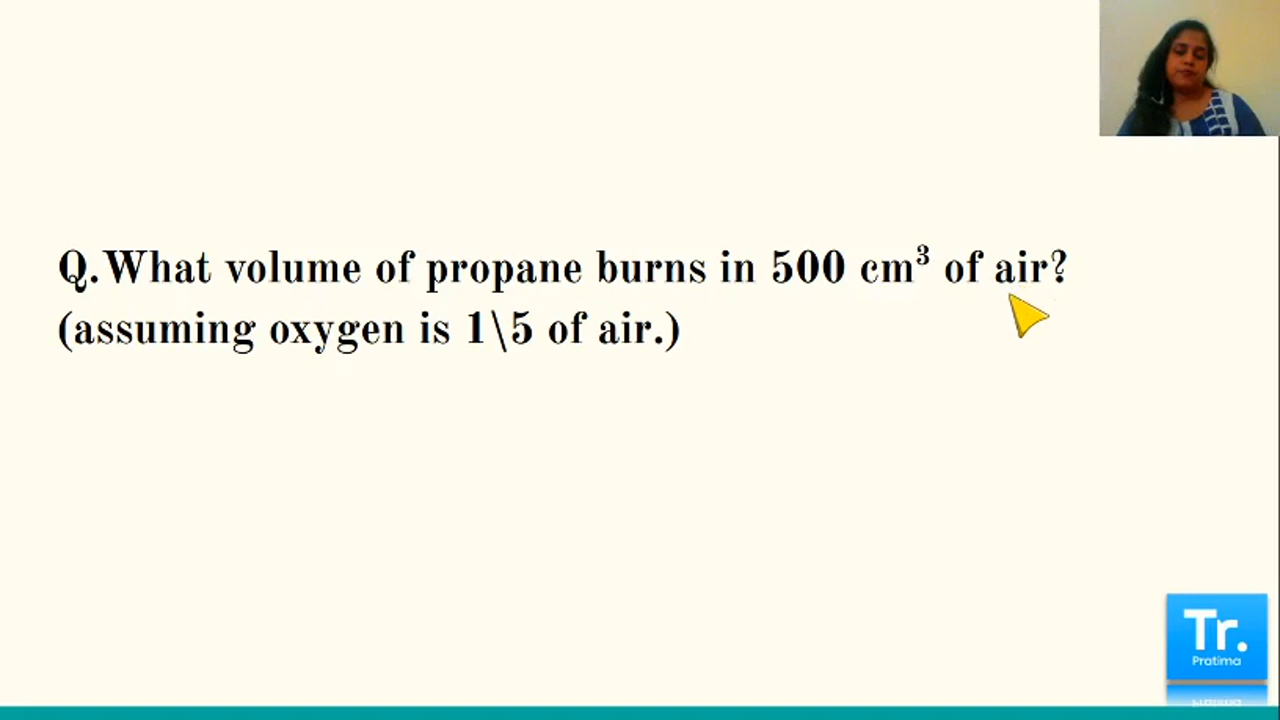 Q.What volume of propane burns in 500 cm³ of air?
(assuming oxygen is 1\5 of air.)
Tr.
Pratima